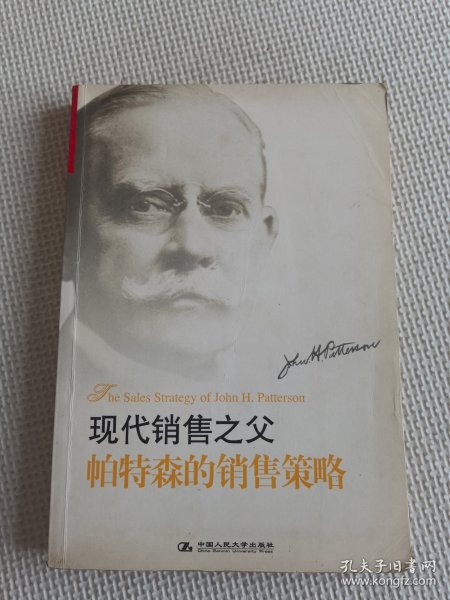 John H. Patterson
The Sales Strategy of John H. Patterson
现代销售之父
帕特森的销售策略
中国人民大学出版社
China Renmin University Press
孔夫子旧书网
www.kongfz.com